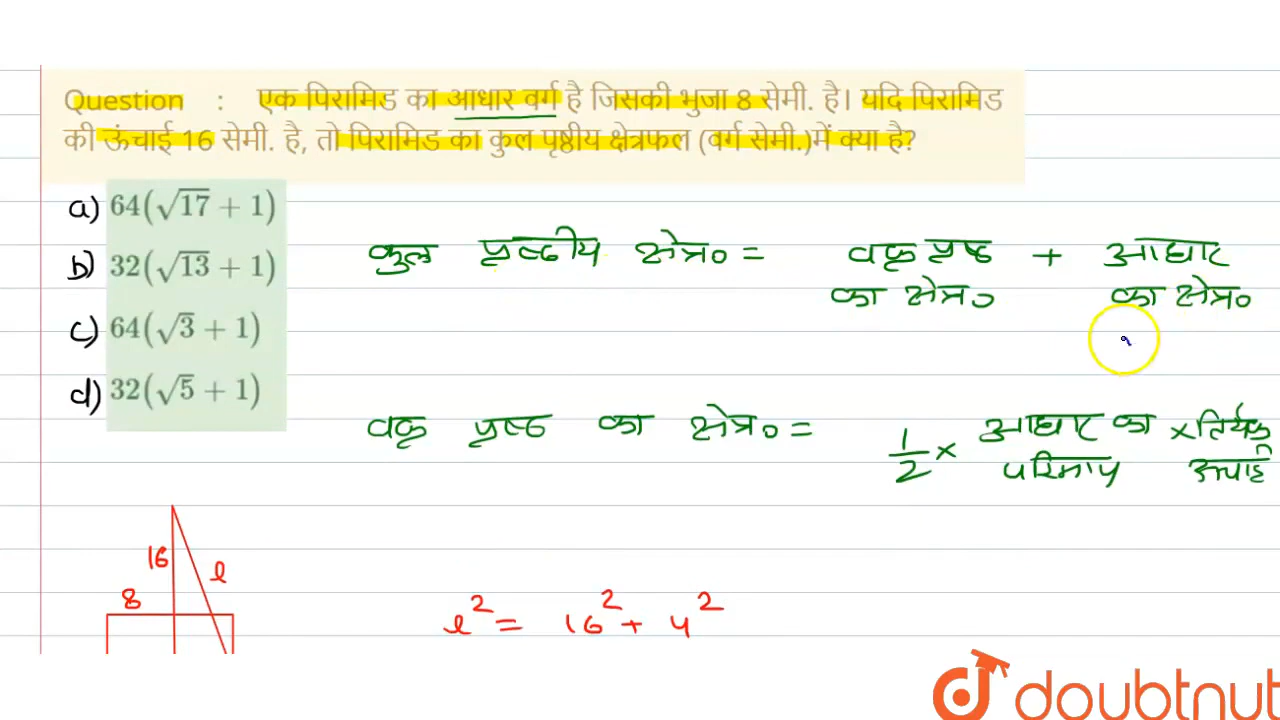 Question : एक पिरामिड का आधार वर्ग है जिसकी भुजा 8 सेमी. है। यदि पिरामिड
की ऊंचाई 16 सेमी. है, तो पिरामिड का कुल पृष्ठीय क्षेत्रफल (वर्ग सेमी.)में क्या है?
a) 64(√17 + 1)
b) 32(√13 + 1)
c) 64(√3 + 1)
d) 32(√5 + 1)
कुल पृष्ठीय क्षेत्र० = वक्र पृष्ठ + आधार
का क्षेत्र० का क्षेत्र०
वक्र पृष्ठ का क्षेत्र० = 1/2 × आधार का × तिर्यक
परिमाप ऊंचाई
16
l
8
l² = 16² + 4²
doubtnut